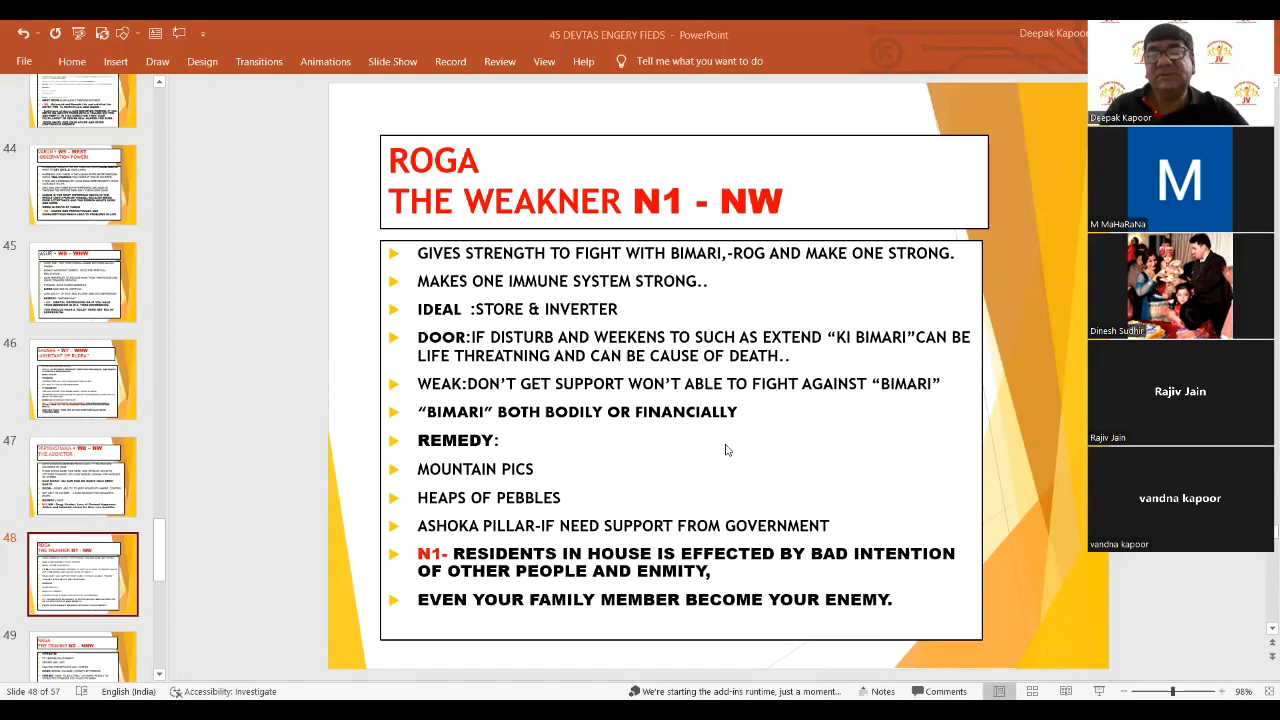 45 DEVTAS ENGERY FIEDS - PowerPoint
Deepak Kapoor
File Home Insert Draw Design Transitions Animations Slide Show Record Review View Help Tell me what you want to do
44
45
46
47
48
49
ROGA
THE WEAKNER N1 - NW
GIVES STRENGTH TO FIGHT WITH BIMARI,-ROG AND MAKE ONE STRONG.
MAKES ONE IMMUNE SYSTEM STRONG..
IDEAL :STORE & INVERTER
DOOR:IF DISTURB AND WEEKENS TO SUCH AS EXTEND “KI BIMARI”CAN BE
LIFE THREATNING AND CAN BE CAUSE OF DEATH..
WEAK:DON’T GET SUPPORT WON’T ABLE TO FIGHT AGAINST “BIMARI”
“BIMARI” BOTH BODILY OR FINANCIALLY
REMEDY:
MOUNTAIN PICS
HEAPS OF PEBBLES
ASHOKA PILLAR-IF NEED SUPPORT FROM GOVERNMENT
N1- RESIDENTS IN HOUSE IS EFFECTED BY BAD INTENTION
OF OTHER PEOPLE AND ENMITY,
EVEN YOUR FAMILY MEMBER BECOME YOUR ENEMY.
JV
JV
Deepak Kapoor
M
M MaHaRaNa
Dinesh Sudhir
Rajiv Jain
Rajiv Jain
vandna kapoor
vandna kapoor
Slide 48 of 57 English (India) Accessibility: Investigate We're starting the add-ins runtime, just a moment... Notes Comments 98%